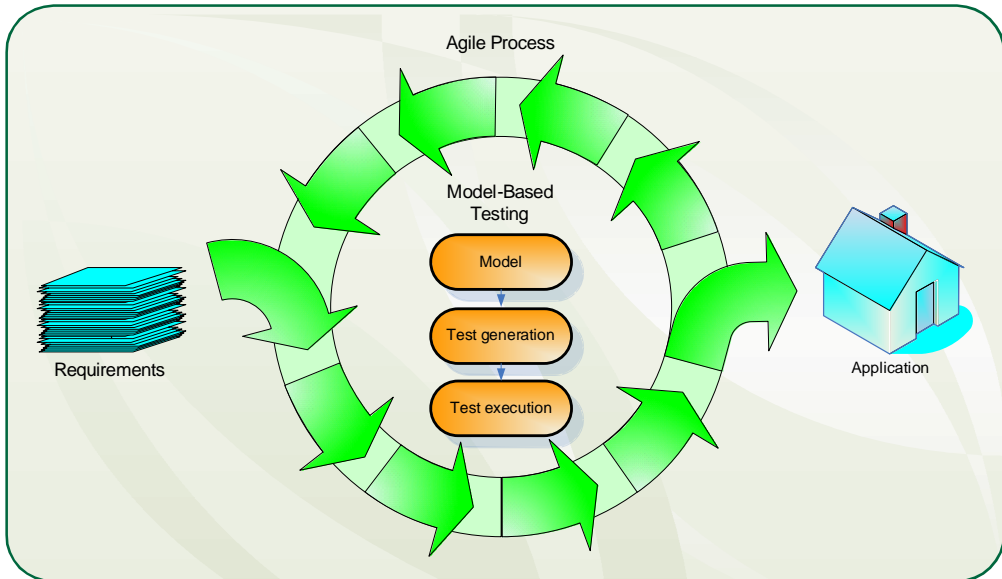 Agile Process
Model-Based
Testing
Model
Test generation
Test execution
Requirements
Application